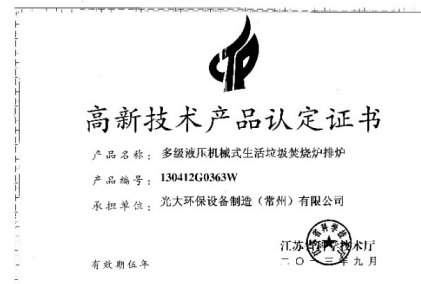 高新技术产品认定证书
产品名称：多级液压机械式生活垃圾焚烧炉排炉
产品编号：130412G0363W
承担单位：光大环保设备制造（常州）有限公司
江苏省科学技术厅
二〇一三年九月
有效期伍年